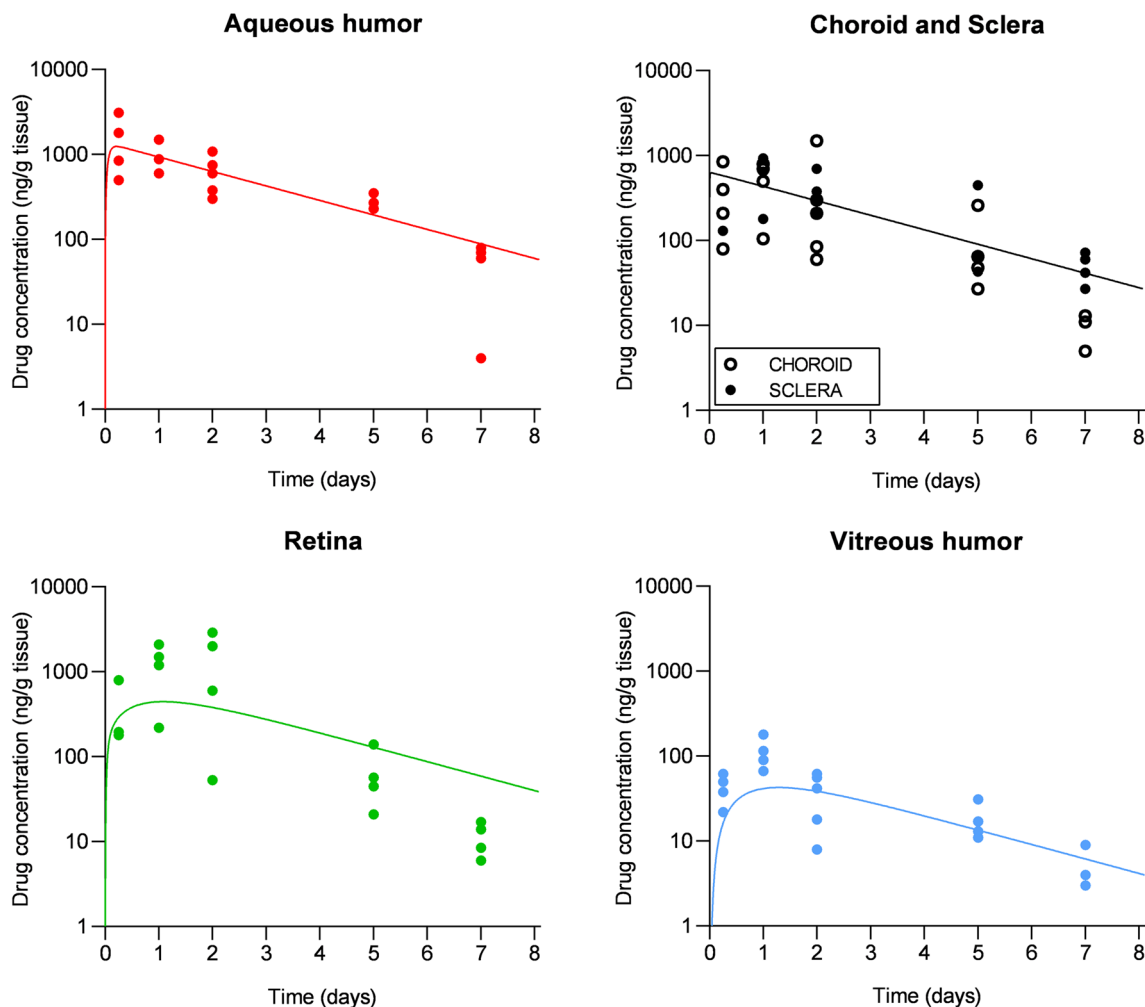 Aqueous humor
Drug concentration (ng/g tissue)
10000
1000
100
10
1
0 1 2 3 4 5 6 7 8
Time (days)
Choroid and Sclera
Drug concentration (ng/g tissue)
10000
1000
100
10
1
CHOROID
SCLERA
0 1 2 3 4 5 6 7 8
Time (days)
Retina
Drug concentration (ng/g tissue)
10000
1000
100
10
1
0 1 2 3 4 5 6 7 8
Time (days)
Vitreous humor
Drug concentration (ng/g tissue)
10000
1000
100
10
1
0 1 2 3 4 5 6 7 8
Time (days)